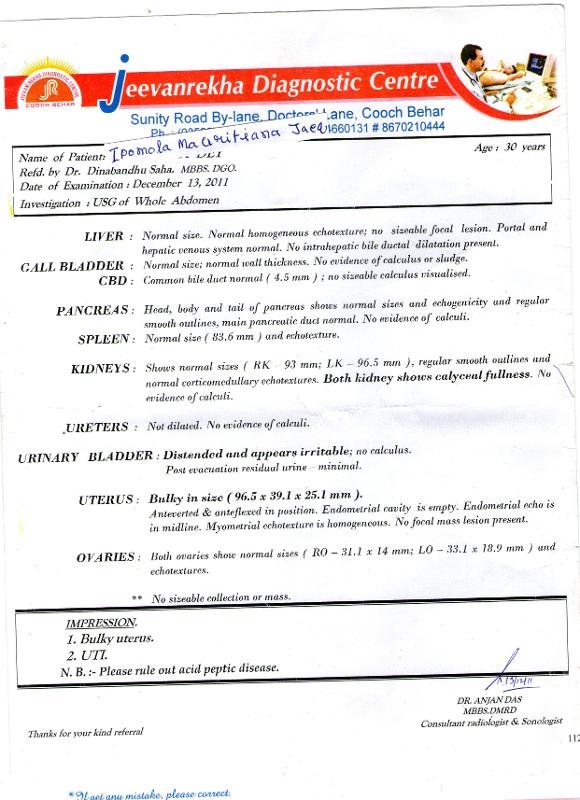 JEEVAN REKHA DIAGNOSTIC CENTRE
JR
COOCH BEHAR
Jeevanrekha Diagnostic Centre
Sunity Road By-lane, Doctors' Lane, Cooch Behar
Ph : 4660131 # 8670210444
Name of Patient: Ipomola Mauritiana Jacq
Age : 30 years
Refd. by Dr. Dinabandhu Saha. MBBS. DGO.
Date of Examination : December 13, 2011
Investigation : USG of Whole Abdomen
LIVER : Normal size. Normal homogeneous echotexture; no sizeable focal lesion. Portal and
hepatic venous system normal. No intrahepatic bile ductal dilatation present.
GALL BLADDER : Normal size; normal wall thickness. No evidence of calculus or sludge.
CBD : Common bile duct normal ( 4.5 mm ) ; no sizeable calculus visualised.
PANCREAS : Head, body and tail of pancreas shows normal sizes and echogenicity and regular
smooth outlines, main pancreatic duct normal. No evidence of calculi.
SPLEEN : Normal size ( 83.6 mm ) and echotexture.
KIDNEYS : Shows normal sizes ( RK – 93 mm; LK – 96.5 mm ), regular smooth outlines and
normal corticomedullary echotextures. Both kidney shows calyceal fullness. No
evidence of calculi.
URETERS : Not dilated. No evidence of calculi.
URINARY BLADDER : Distended and appears irritable; no calculus.
Post evacuation residual urine – minimal.
UTERUS : Bulky in size ( 96.5 x 39.1 x 25.1 mm ).
Anteverted & anteflexed in position. Endometrial cavity is empty. Endometrial echo is
in midline. Myometrial echotexture is homogeneous. No focal mass lesion present.
OVARIES : Both ovaries show normal sizes ( RO – 31.1 x 14 mm; LO – 33.1 x 18.9 mm ) and
echotextures.
** No sizeable collection or mass.
IMPRESSION.
1. Bulky uterus.
2. UTI.
N. B. :- Please rule out acid peptic disease.
13/12/11
DR. ANJAN DAS
MBBS.DMRD
Consultant radiologist & Sonologist
Thanks for your kind referral
112
* If get any mistake, please correct.